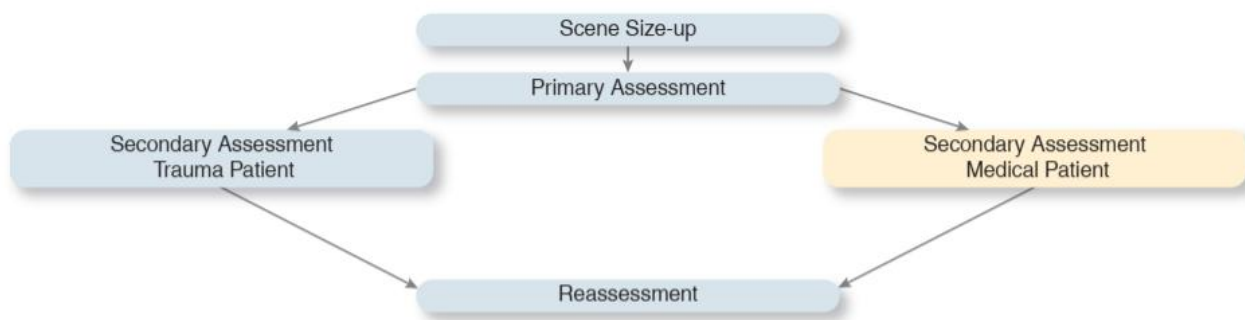 Scene Size-up
Primary Assessment
Secondary Assessment
Trauma Patient
Secondary Assessment
Medical Patient
Reassessment